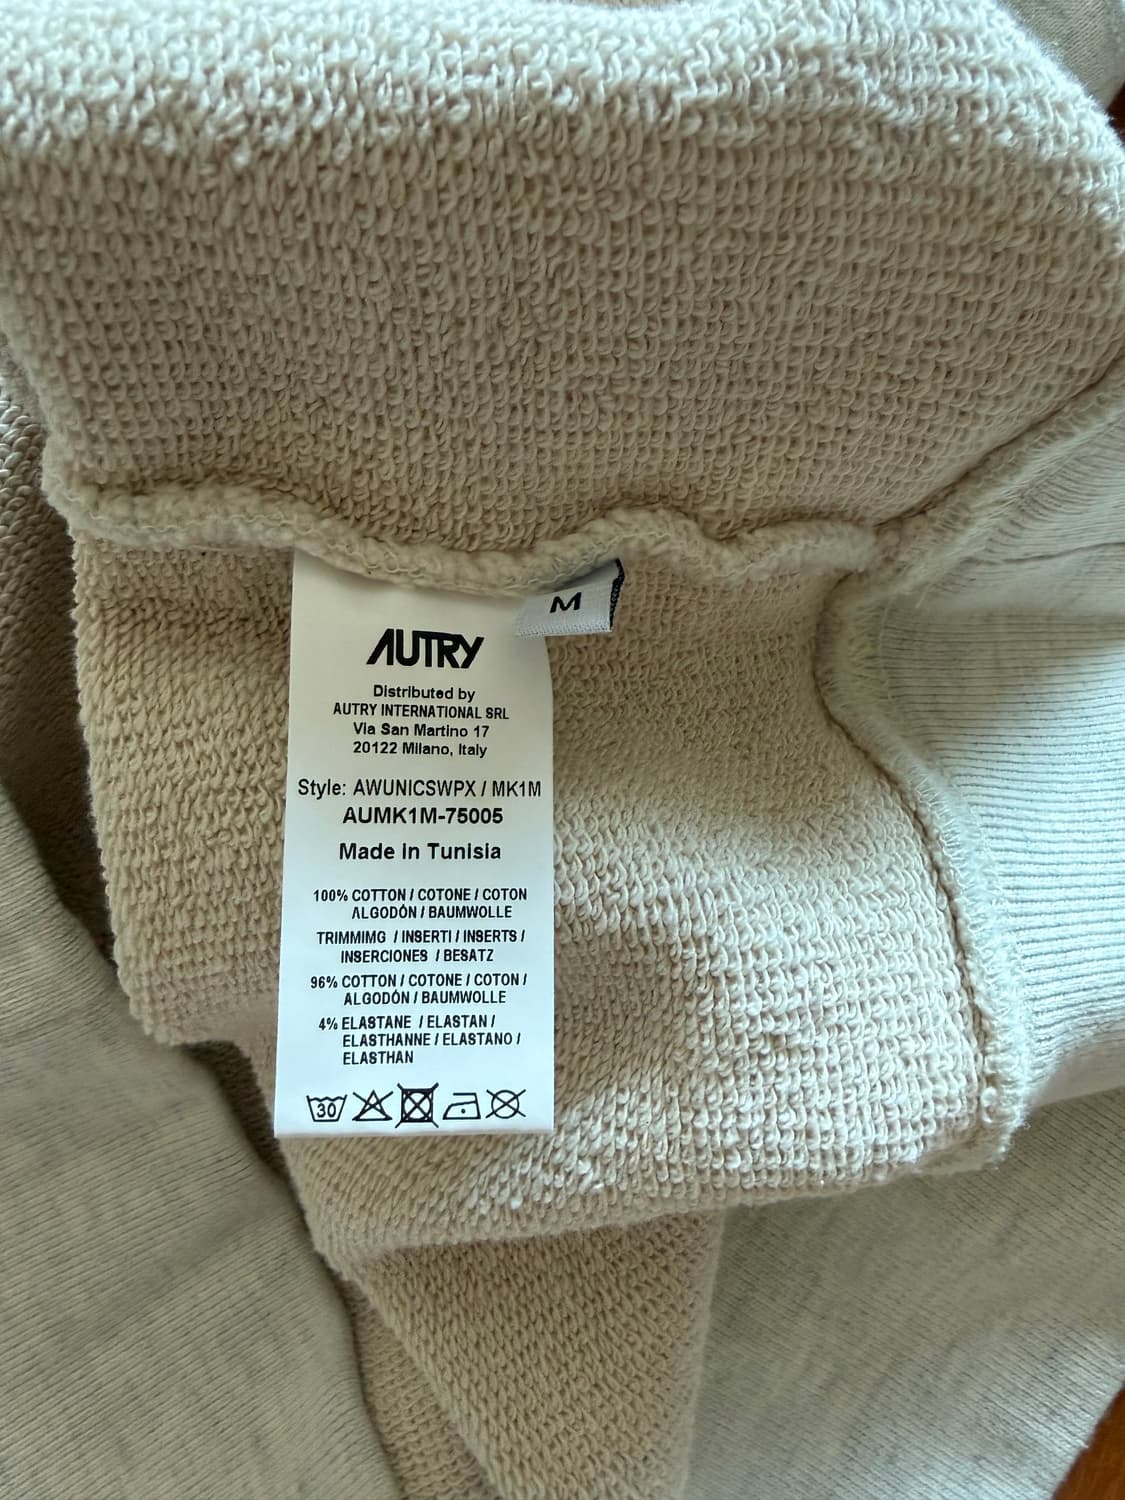 M
AUTRY
Distributed by
AUTRY INTERNATIONAL SRL
Via San Martino 17
20122 Milano, Italy
Style: AWUNICSWPX / MK1M
AUMK1M-75005
Made in Tunisia
100% COTTON / COTONE / COTON
ALGODÓN / BAUMWOLLE
TRIMMIMG / INSERTI / INSERTS /
INSERCIONES / BESATZ
96% COTTON / COTONE / COTON /
ALGODÓN / BAUMWOLLE
4% ELASTANE / ELASTAN /
ELASTHANNE / ELASTANO /
ELASTHAN
30